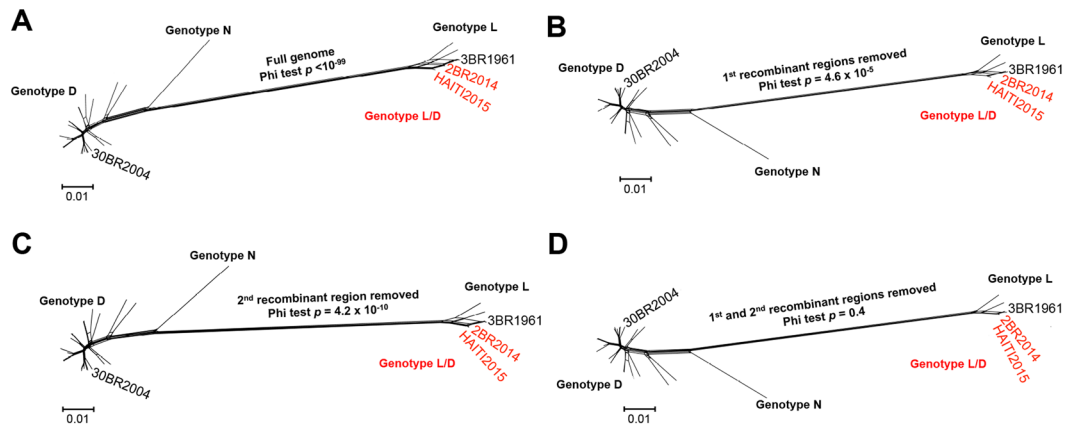 A
Genotype N
Full genome
Phi test p <10⁻⁹⁹
Genotype L
3BR1961
2BR2014
HAITI2015
Genotype L/D
Genotype D
30BR2004
0.01
B
Genotype D
30BR2004
1st recombinant regions removed
Phi test p = 4.6 x 10⁻⁵
Genotype L
3BR1961
2BR2014
HAITI2015
Genotype L/D
Genotype N
0.01
C
Genotype N
Genotype D
2nd recombinant region removed
Phi test p = 4.2 x 10⁻¹⁰
Genotype L
3BR1961
2BR2014
HAITI2015
Genotype L/D
30BR2004
0.01
D
30BR2004
1st and 2nd recombinant regions removed
Phi test p = 0.4
Genotype L
3BR1961
2BR2014
HAITI2015
Genotype L/D
Genotype D
Genotype N
0.01